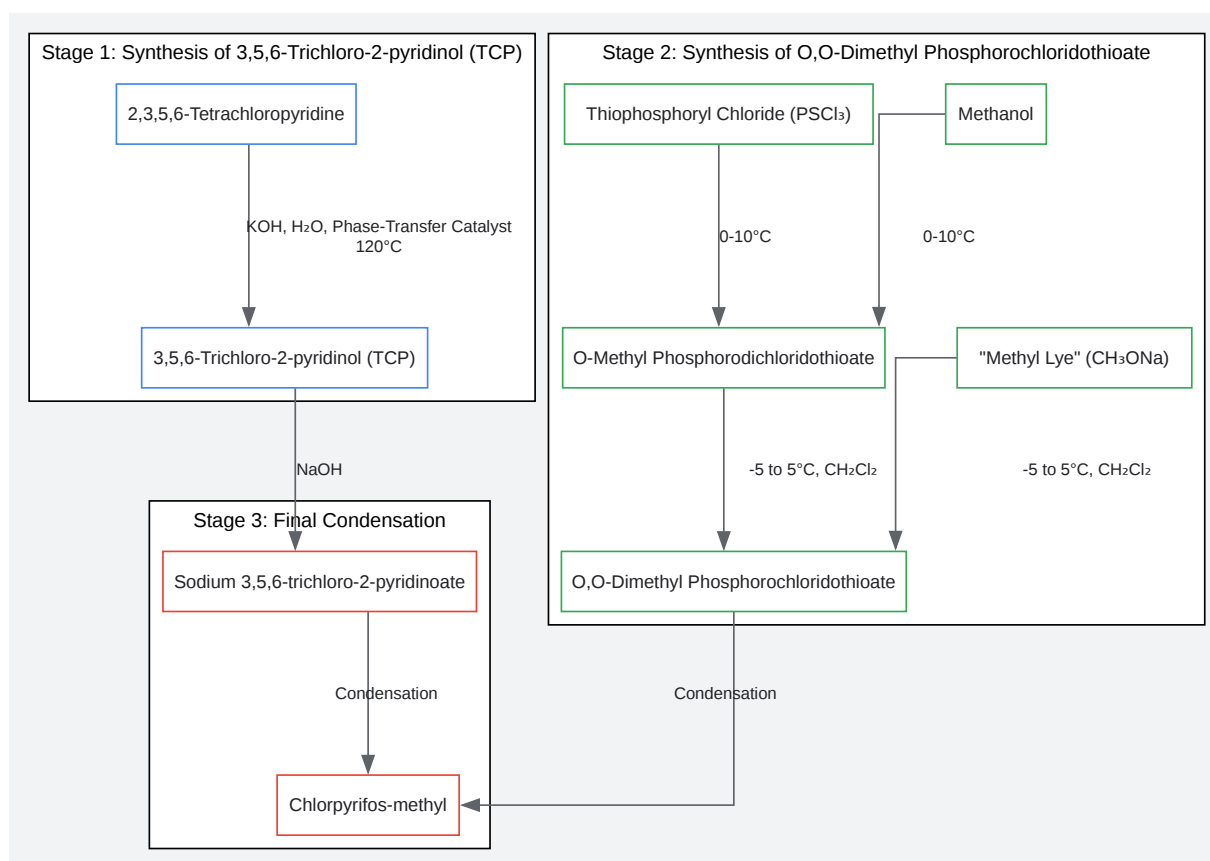 Stage 1: Synthesis of 3,5,6-Trichloro-2-pyridinol (TCP)
2,3,5,6-Tetrachloropyridine
KOH, H₂O, Phase-Transfer Catalyst
120°C
3,5,6-Trichloro-2-pyridinol (TCP)
NaOH
Stage 2: Synthesis of O,O-Dimethyl Phosphorochloridothioate
Thiophosphoryl Chloride (PSCl₃)
Methanol
0-10°C
0-10°C
O-Methyl Phosphorodichloridothioate
"Methyl Lye" (CH₃ONa)
-5 to 5°C, CH₂Cl₂
-5 to 5°C, CH₂Cl₂
O,O-Dimethyl Phosphorochloridothioate
Stage 3: Final Condensation
Sodium 3,5,6-trichloro-2-pyridinoate
Condensation
Condensation
Chlorpyrifos-methyl